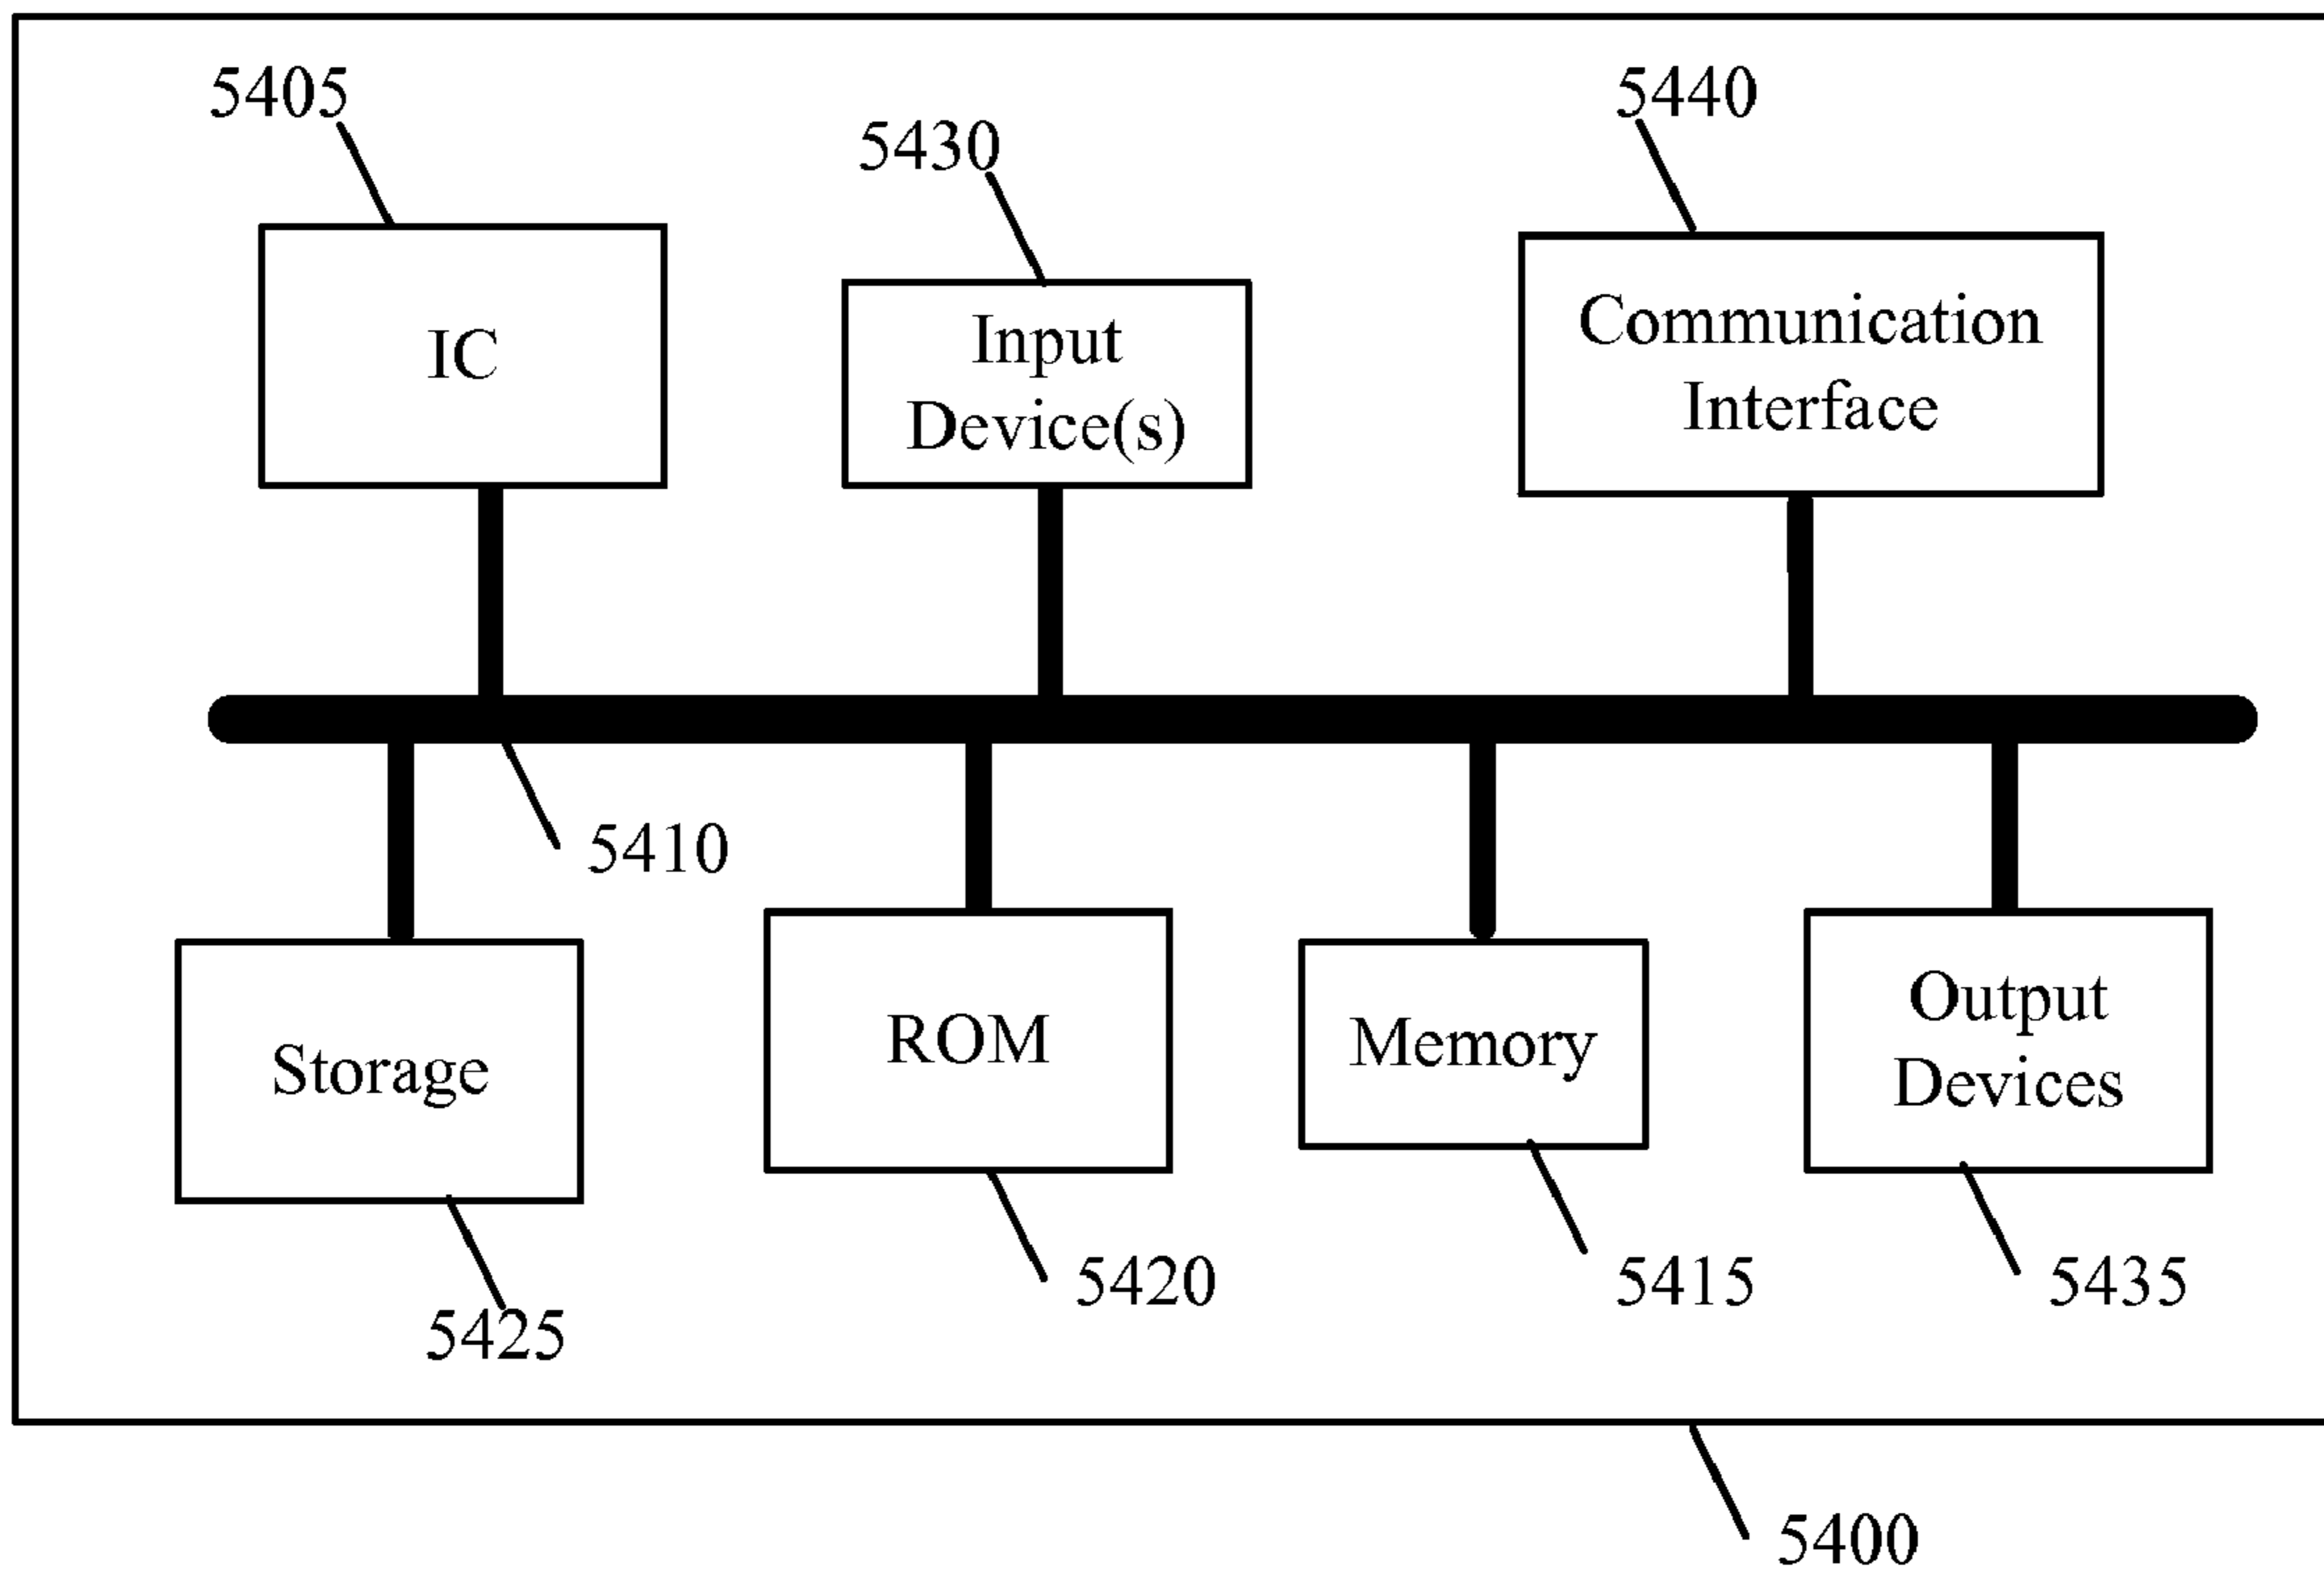 5405
5430
5440
IC
Input
Device(s)
Communication
Interface
5410
Storage
ROM
Memory
Output
Devices
5425
5420
5415
5435
5400